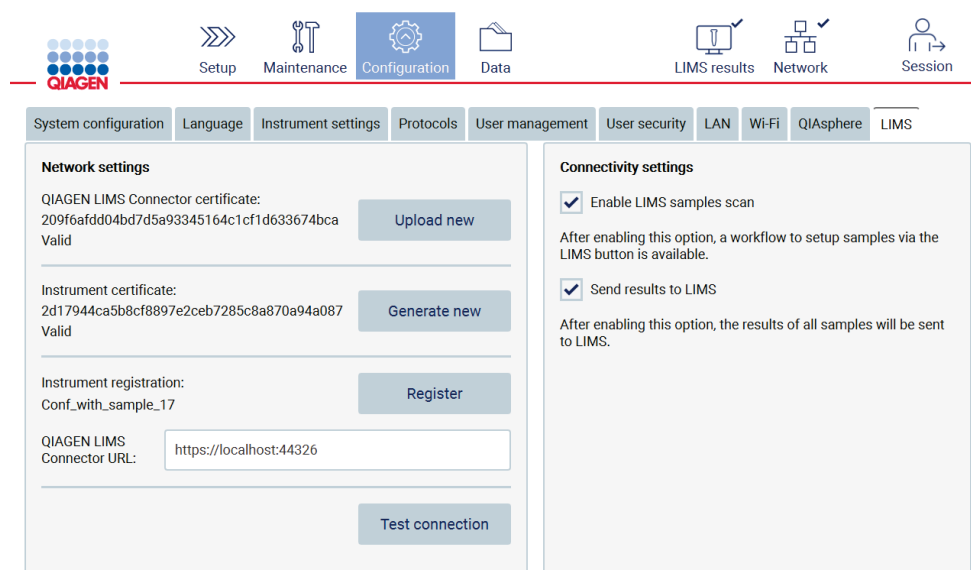 QIAGEN
Setup
Maintenance
Configuration
Data
LIMS results
Network
Session
System configuration
Language
Instrument settings
Protocols
User management
User security
LAN
Wi-Fi
QIAsphere
LIMS
Network settings
QIAGEN LIMS Connector certificate:
209f6afdd04bd7d5a93345164c1cf1d633674bca
Valid
Upload new
Instrument certificate:
2d17944ca5b8cf8897e2ceb7285c8a870a94a087
Valid
Generate new
Instrument registration:
Conf_with_sample_17
Register
QIAGEN LIMS
Connector URL:
https://localhost:44326
Test connection
Connectivity settings
Enable LIMS samples scan
After enabling this option, a workflow to setup samples via the
LIMS button is available.
Send results to LIMS
After enabling this option, the results of all samples will be sent
to LIMS.